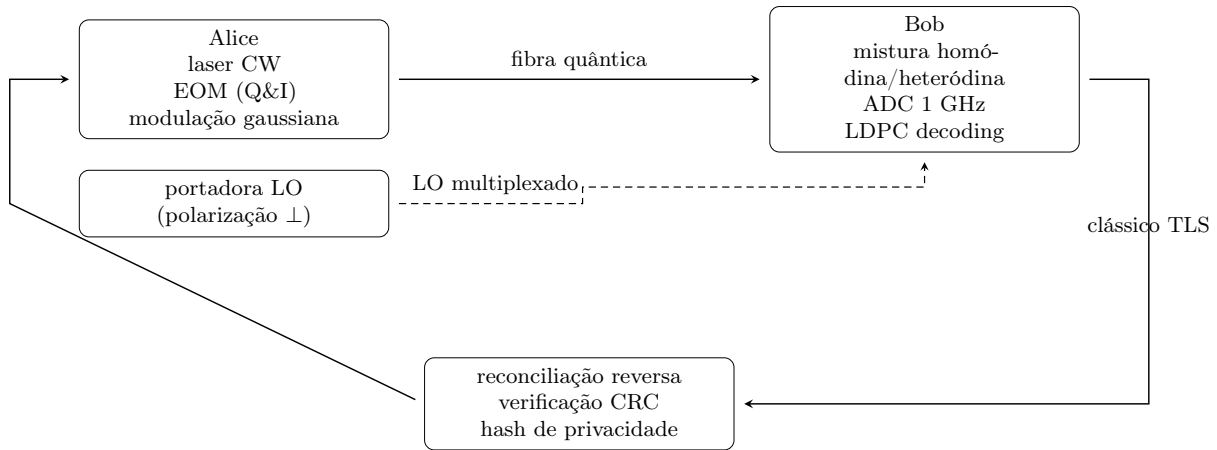 Alice
laser CW
EOM (Q&I)
modulação gaussiana
fibra quântica
Bob
mistura homó-
dina/heteródina
ADC 1 GHz
LDPC decoding
portadora LO
(polarização ⊥)
LO multiplexado
clássico TLS
reconciliação reversa
verificação CRC
hash de privacidade